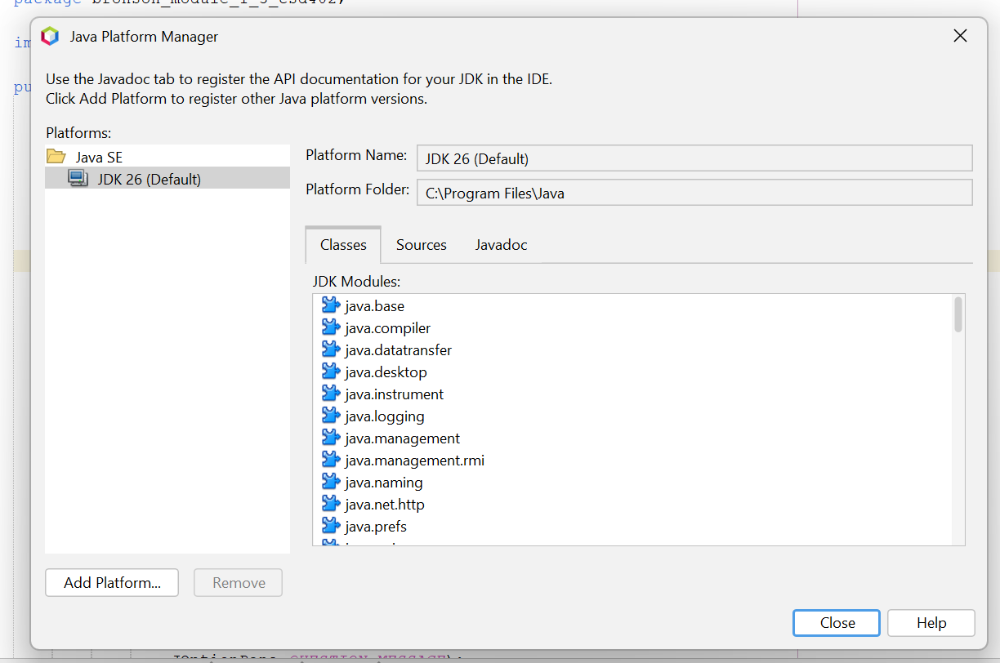 package bronson_module_1_3_csd402;
im
pu
Java Platform Manager
Use the Javadoc tab to register the API documentation for your JDK in the IDE.
Click Add Platform to register other Java platform versions.
Platforms:
Java SE
JDK 26 (Default)
Platform Name: JDK 26 (Default)
Platform Folder: C:\Program Files\Java
Classes Sources Javadoc
JDK Modules:
java.base
java.compiler
java.datatransfer
java.desktop
java.instrument
java.logging
java.management
java.management.rmi
java.naming
java.net.http
java.prefs
Add Platform... Remove
Close Help
JOptionPane.QUESTION_MESSAGE);